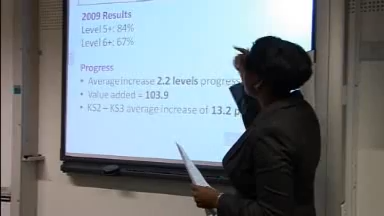 2009 Results
Level 5+: 84%
Level 6+: 67%
Progress
• Average increase 2.2 levels progress
• Value added = 103.9
• KS2 – KS3 average increase of 13.2 p